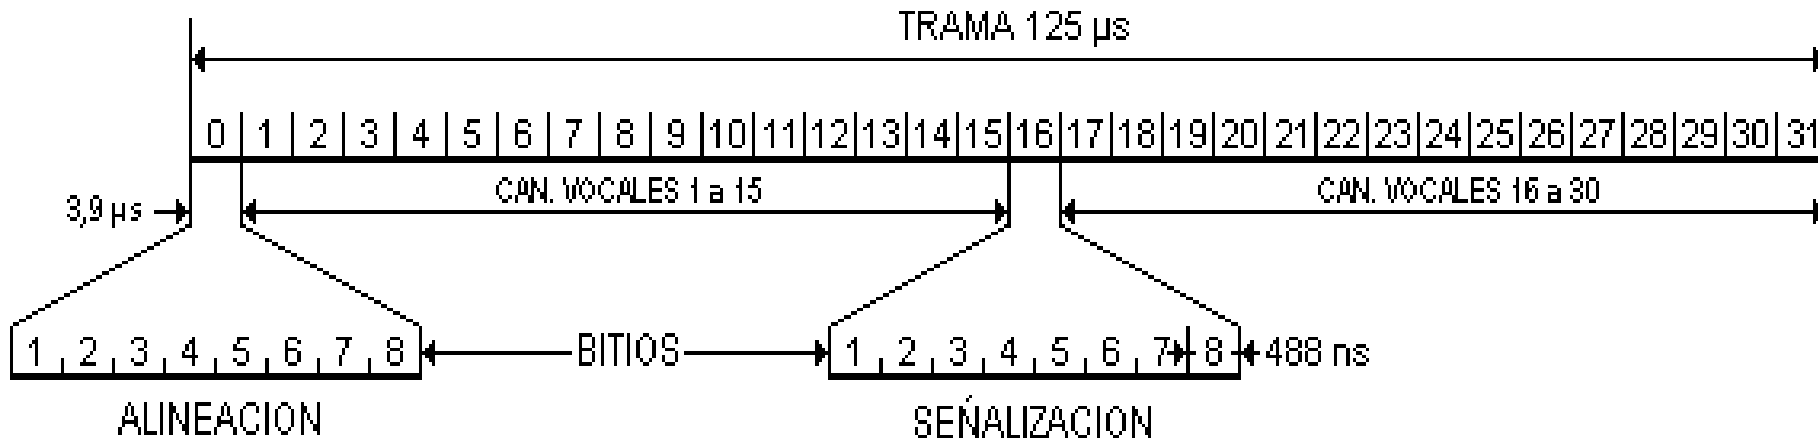 TRAMA 125 µs
0 1 2 3 4 5 6 7 8 9 10 11 12 13 14 15 16 17 18 19 20 21 22 23 24 25 26 27 28 29 30 31
CAN. VOCALES 1 a 15
CAN. VOCALES 16 a 30
3,9 µs
1 , 2 , 3 , 4 , 5 , 6 , 7 , 8
BITIOS
1 , 2 , 3 , 4 , 5 , 6 , 7 8
488 ns
ALINEACION
SEÑALIZACION